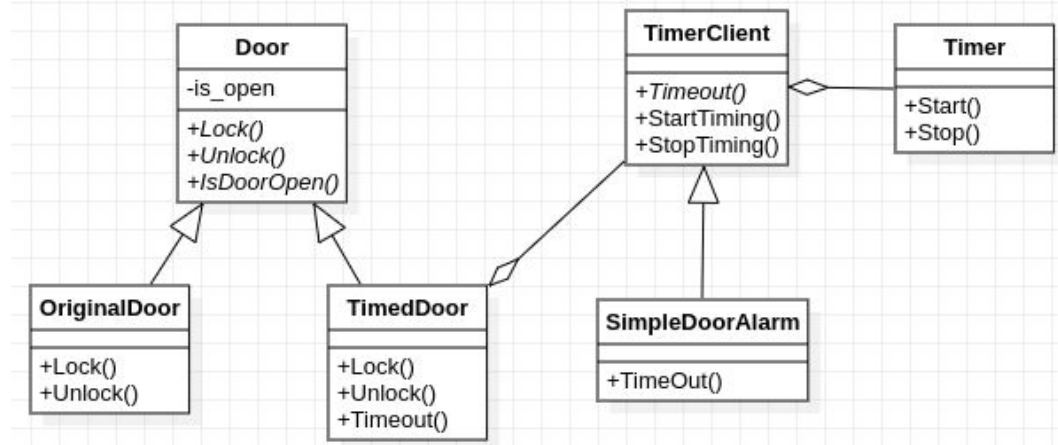 Door
-is_open
+Lock()
+Unlock()
+IsDoorOpen()
TimerClient
+Timeout()
+StartTiming()
+StopTiming()
Timer
+Start()
+Stop()
OriginalDoor
+Lock()
+Unlock()
TimedDoor
+Lock()
+Unlock()
+Timeout()
SimpleDoorAlarm
+TimeOut()